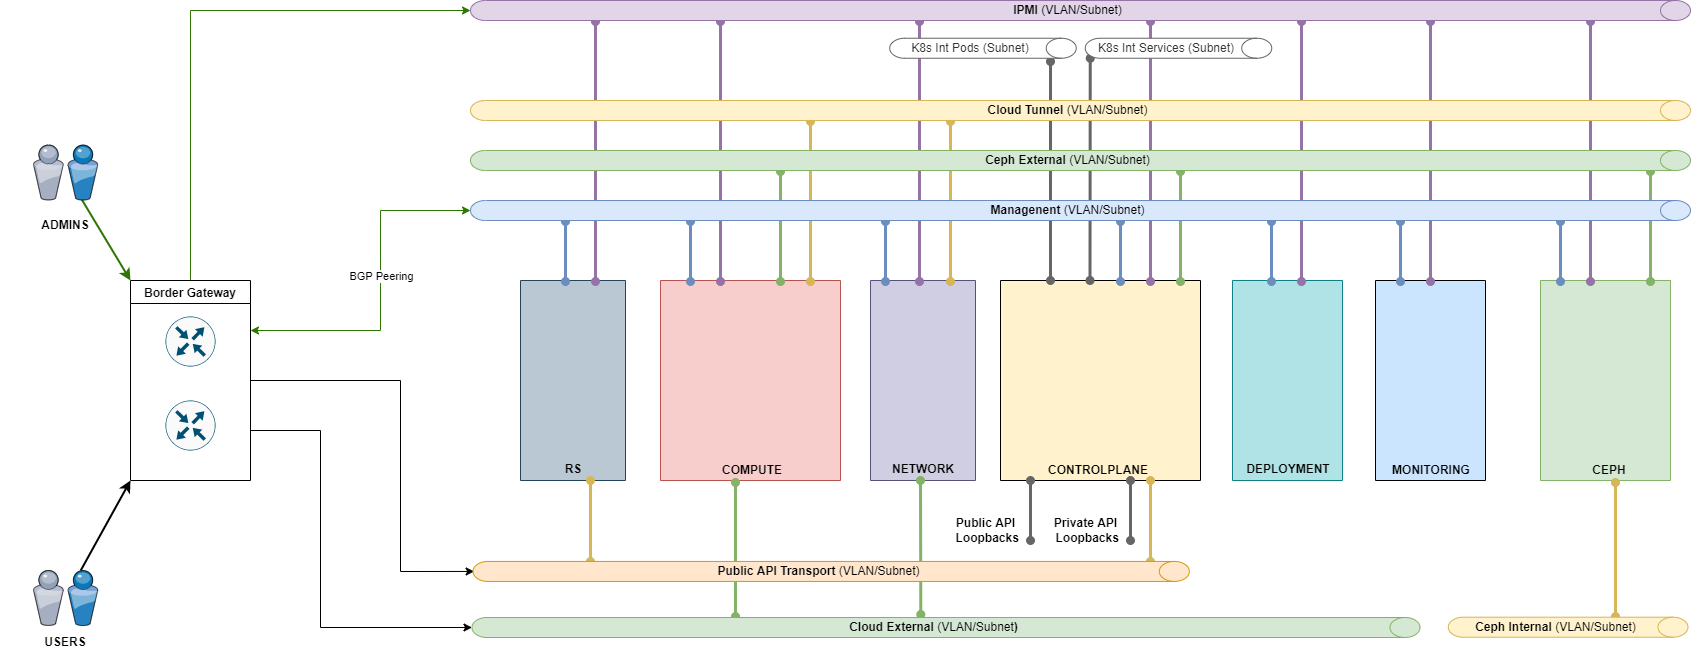 IPMI (VLAN/Subnet)
K8s Int Pods (Subnet)
K8s Int Services (Subnet)
Cloud Tunnel (VLAN/Subnet)
Ceph External (VLAN/Subnet)
Managenent (VLAN/Subnet)
ADMINS
BGP Peering
Border Gateway
RS
COMPUTE
NETWORK
CONTROLPLANE
DEPLOYMENT
MONITORING
CEPH
Public API
Loopbacks
Private API
Loopbacks
Public API Transport (VLAN/Subnet)
Cloud External (VLAN/Subnet)
Ceph Internal (VLAN/Subnet)
USERS